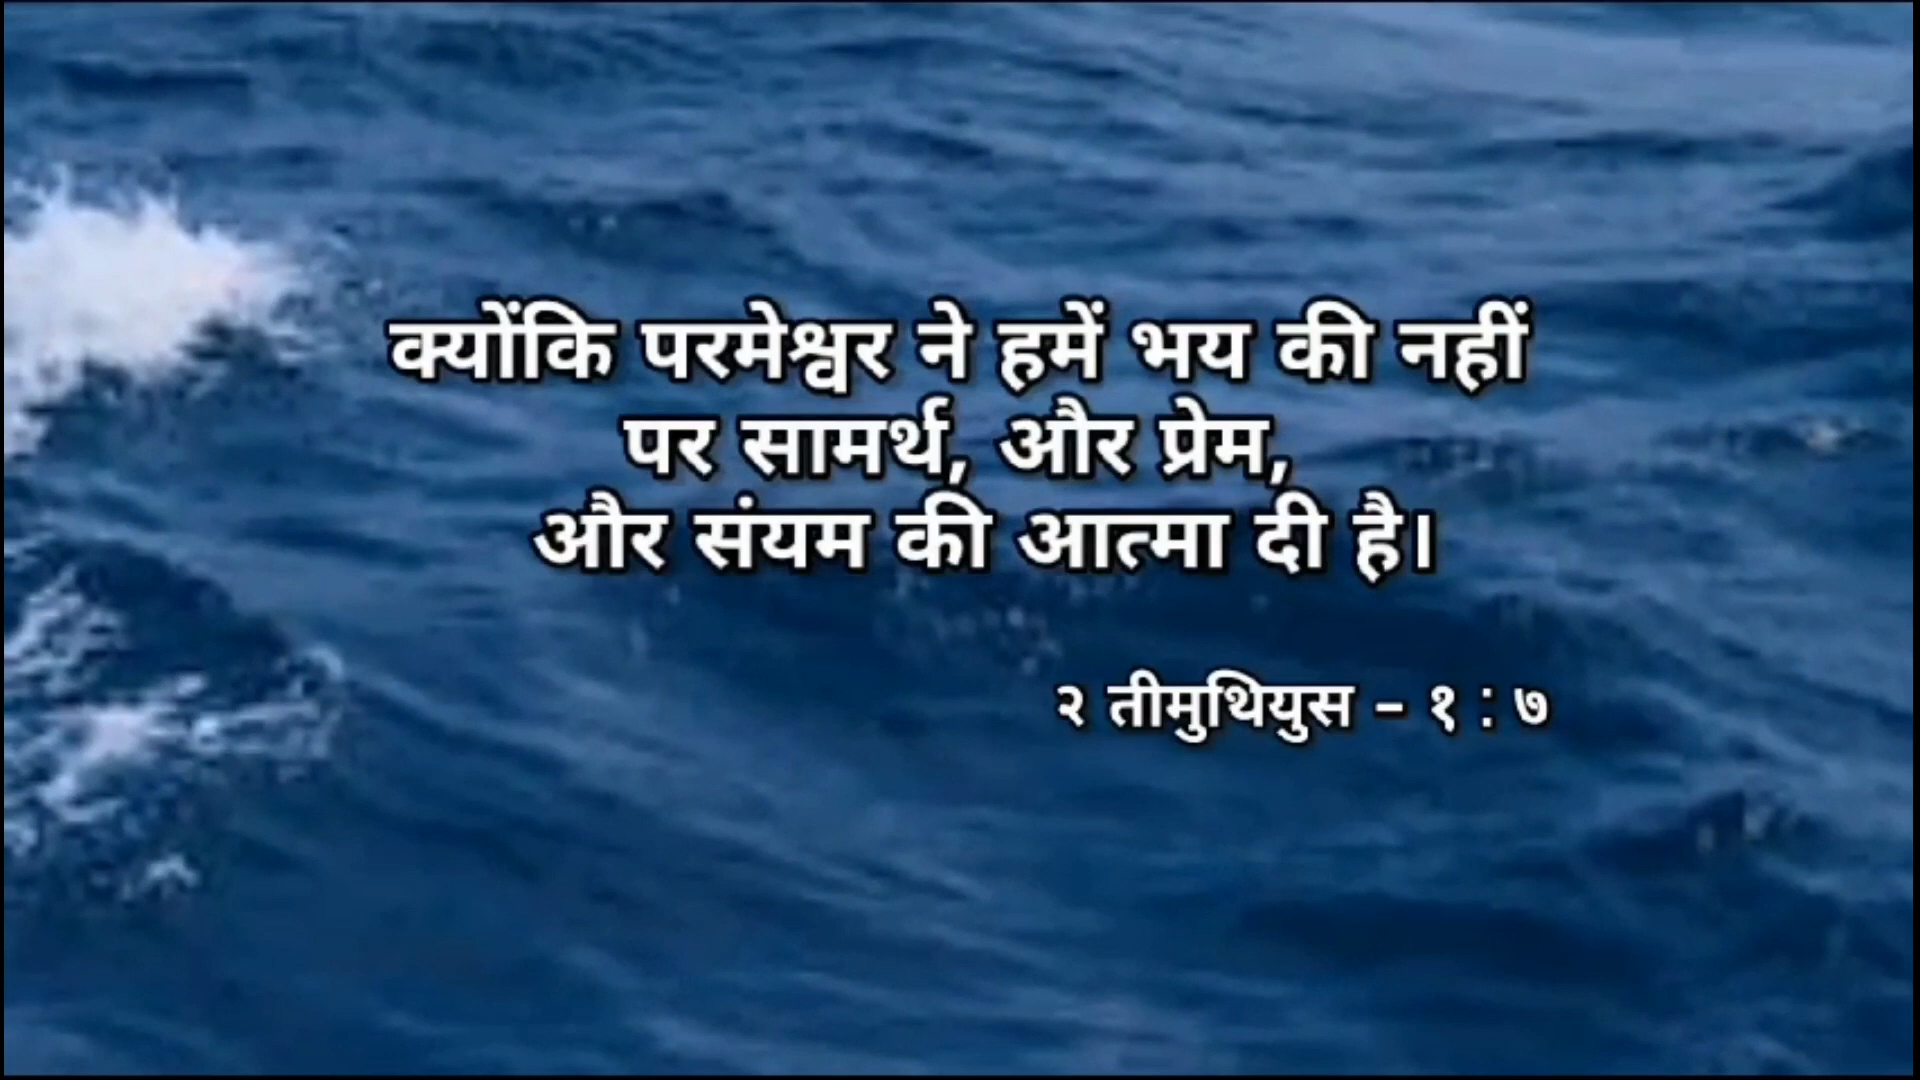 क्योंकि परमेश्वर ने हमें भय की नहीं
पर सामर्थ, और प्रेम,
और संयम की आत्मा दी है।
२ तीमुथियुस - १ : ७